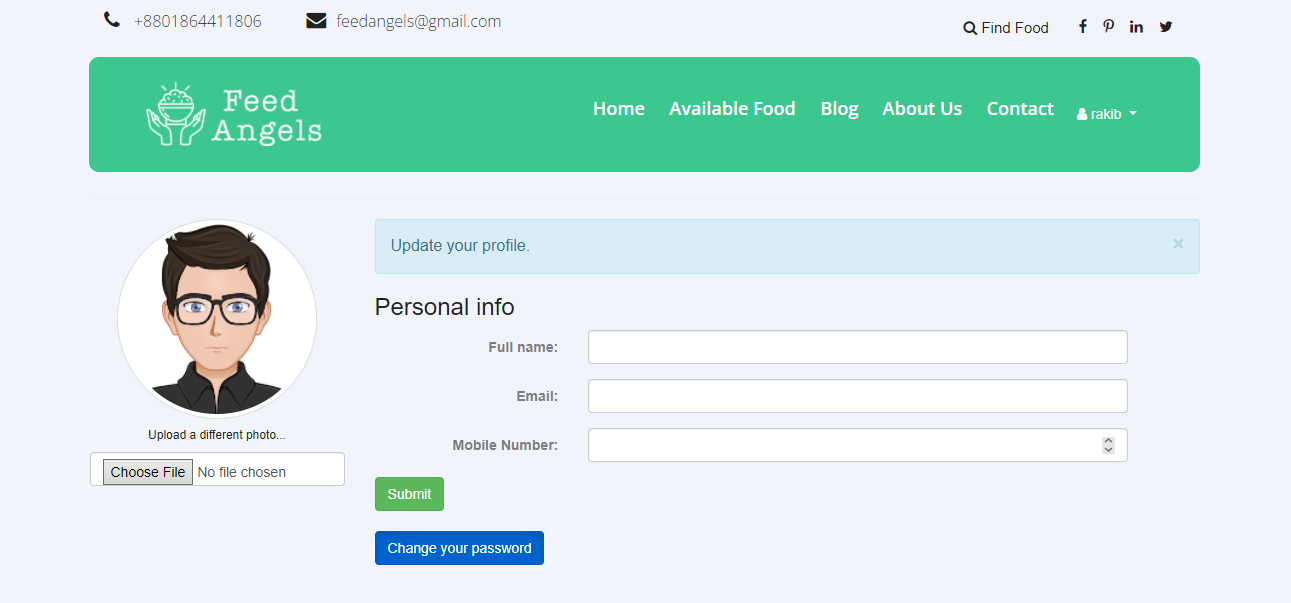 +8801864411806 feedangels@gmail.com Find Food
Feed
Angels
Home Available Food Blog About Us Contact rakib
Update your profile. ×
Personal info
Full name:
Email:
Mobile Number:
Upload a different photo...
Choose File No file chosen
Submit
Change your password